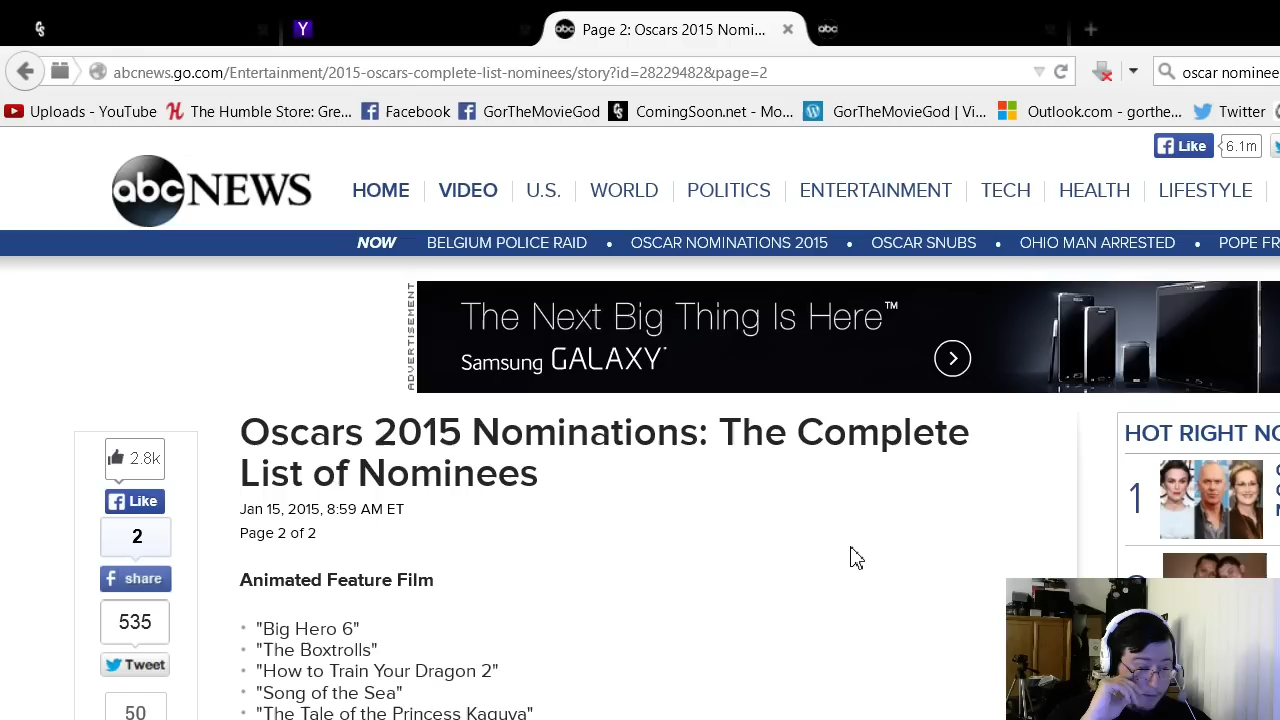 Page 2: Oscars 2015 Nomi...
abcnews.go.com/Entertainment/2015-oscars-complete-list-nominees/story?id=28229482&page=2
oscar nominee
Uploads - YouTube
The Humble Store: Gre...
Facebook
GorTheMovieGod
ComingSoon.net - Mo...
GorTheMovieGod | Vi...
Outlook.com - gorthe...
Twitter
Like
6.1m
abc NEWS
HOME
VIDEO
U.S.
WORLD
POLITICS
ENTERTAINMENT
TECH
HEALTH
LIFESTYLE
NOW
BELGIUM POLICE RAID
OSCAR NOMINATIONS 2015
OSCAR SNUBS
OHIO MAN ARRESTED
POPE FR
ADVERTISEMENT
The Next Big Thing Is Here™
Samsung GALAXY
Oscars 2015 Nominations: The Complete
List of Nominees
Jan 15, 2015, 8:59 AM ET
Page 2 of 2
Animated Feature Film
• "Big Hero 6"
• "The Boxtrolls"
• "How to Train Your Dragon 2"
• "Song of the Sea"
• "The Tale of the Princess Kaguya"
2.8k
Like
2
share
535
Tweet
50
HOT RIGHT NO
1